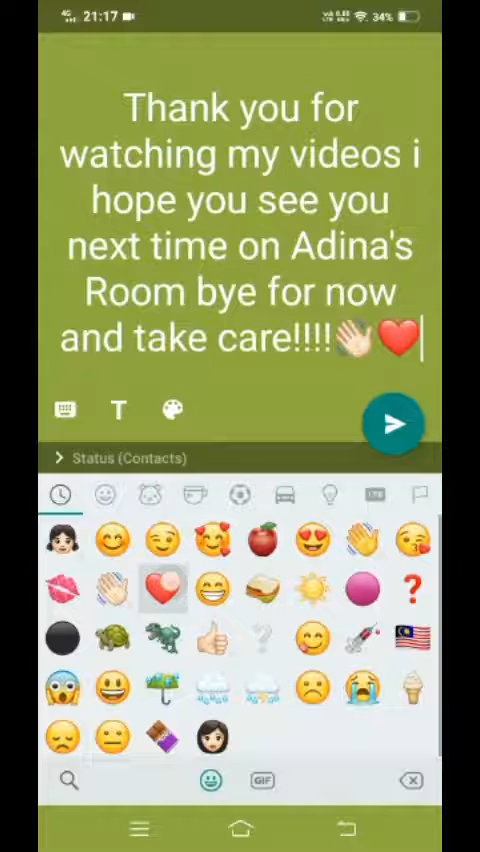 4G 21:17 34%
Thank you for
watching my videos i
hope you see you
next time on Adina's
Room bye for now
and take care!!!!👋🏻❤️
T
Status (Contacts)
GIF